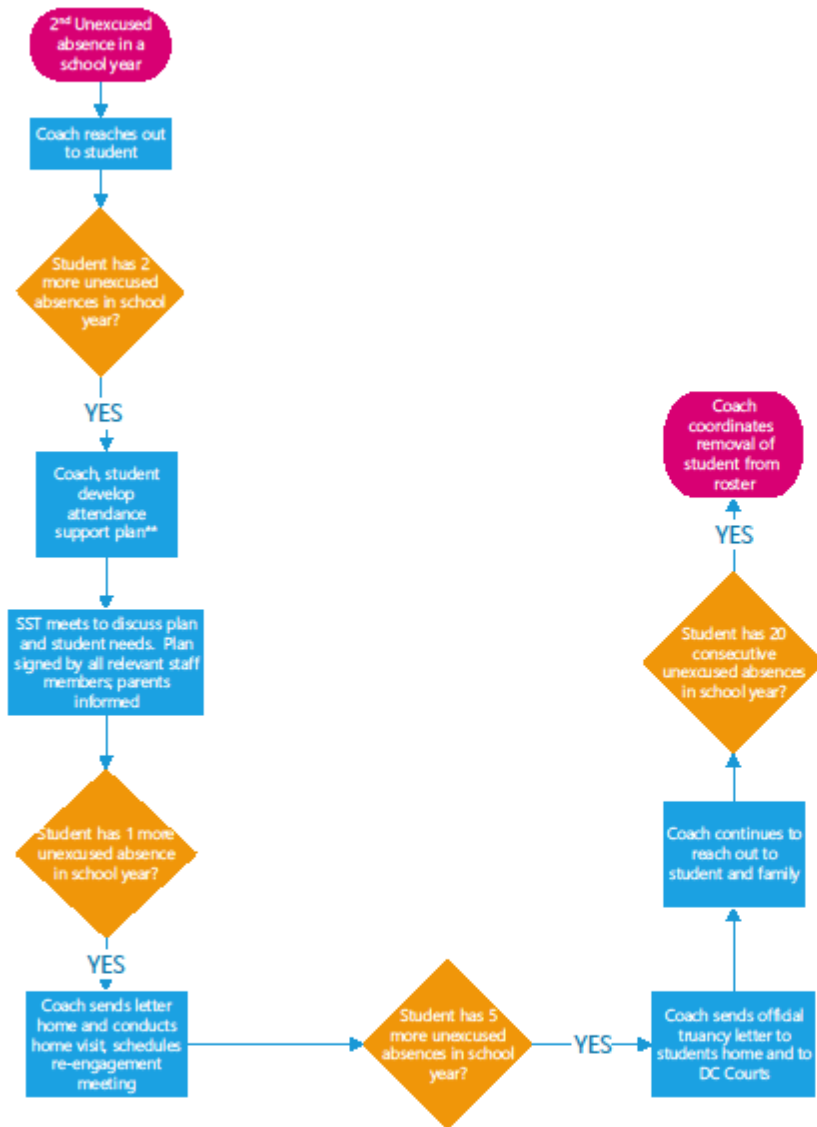 2nd Unexcused
absence in a
school year
Coach reaches out
to student
Student has 2
more unexcused
absences in school
year?
YES
Coach, student
develop
attendance
support plan**
SST meets to discuss plan
and student needs. Plan
signed by all relevant staff
members; parents
informed
Student has 1 more
unexcused absence
in school year?
YES
Coach sends letter
home and conducts
home visit, schedules
re-engagement
meeting
Student has 5
more unexcused
absences in school
year?
YES
Coach sends official
truancy letter to
students home and to
DC Courts
Coach continues to
reach out to
student and family
Student has 20
consecutive
unexcused absences
in school year?
YES
Coach
coordinates
removal of
student from
roster